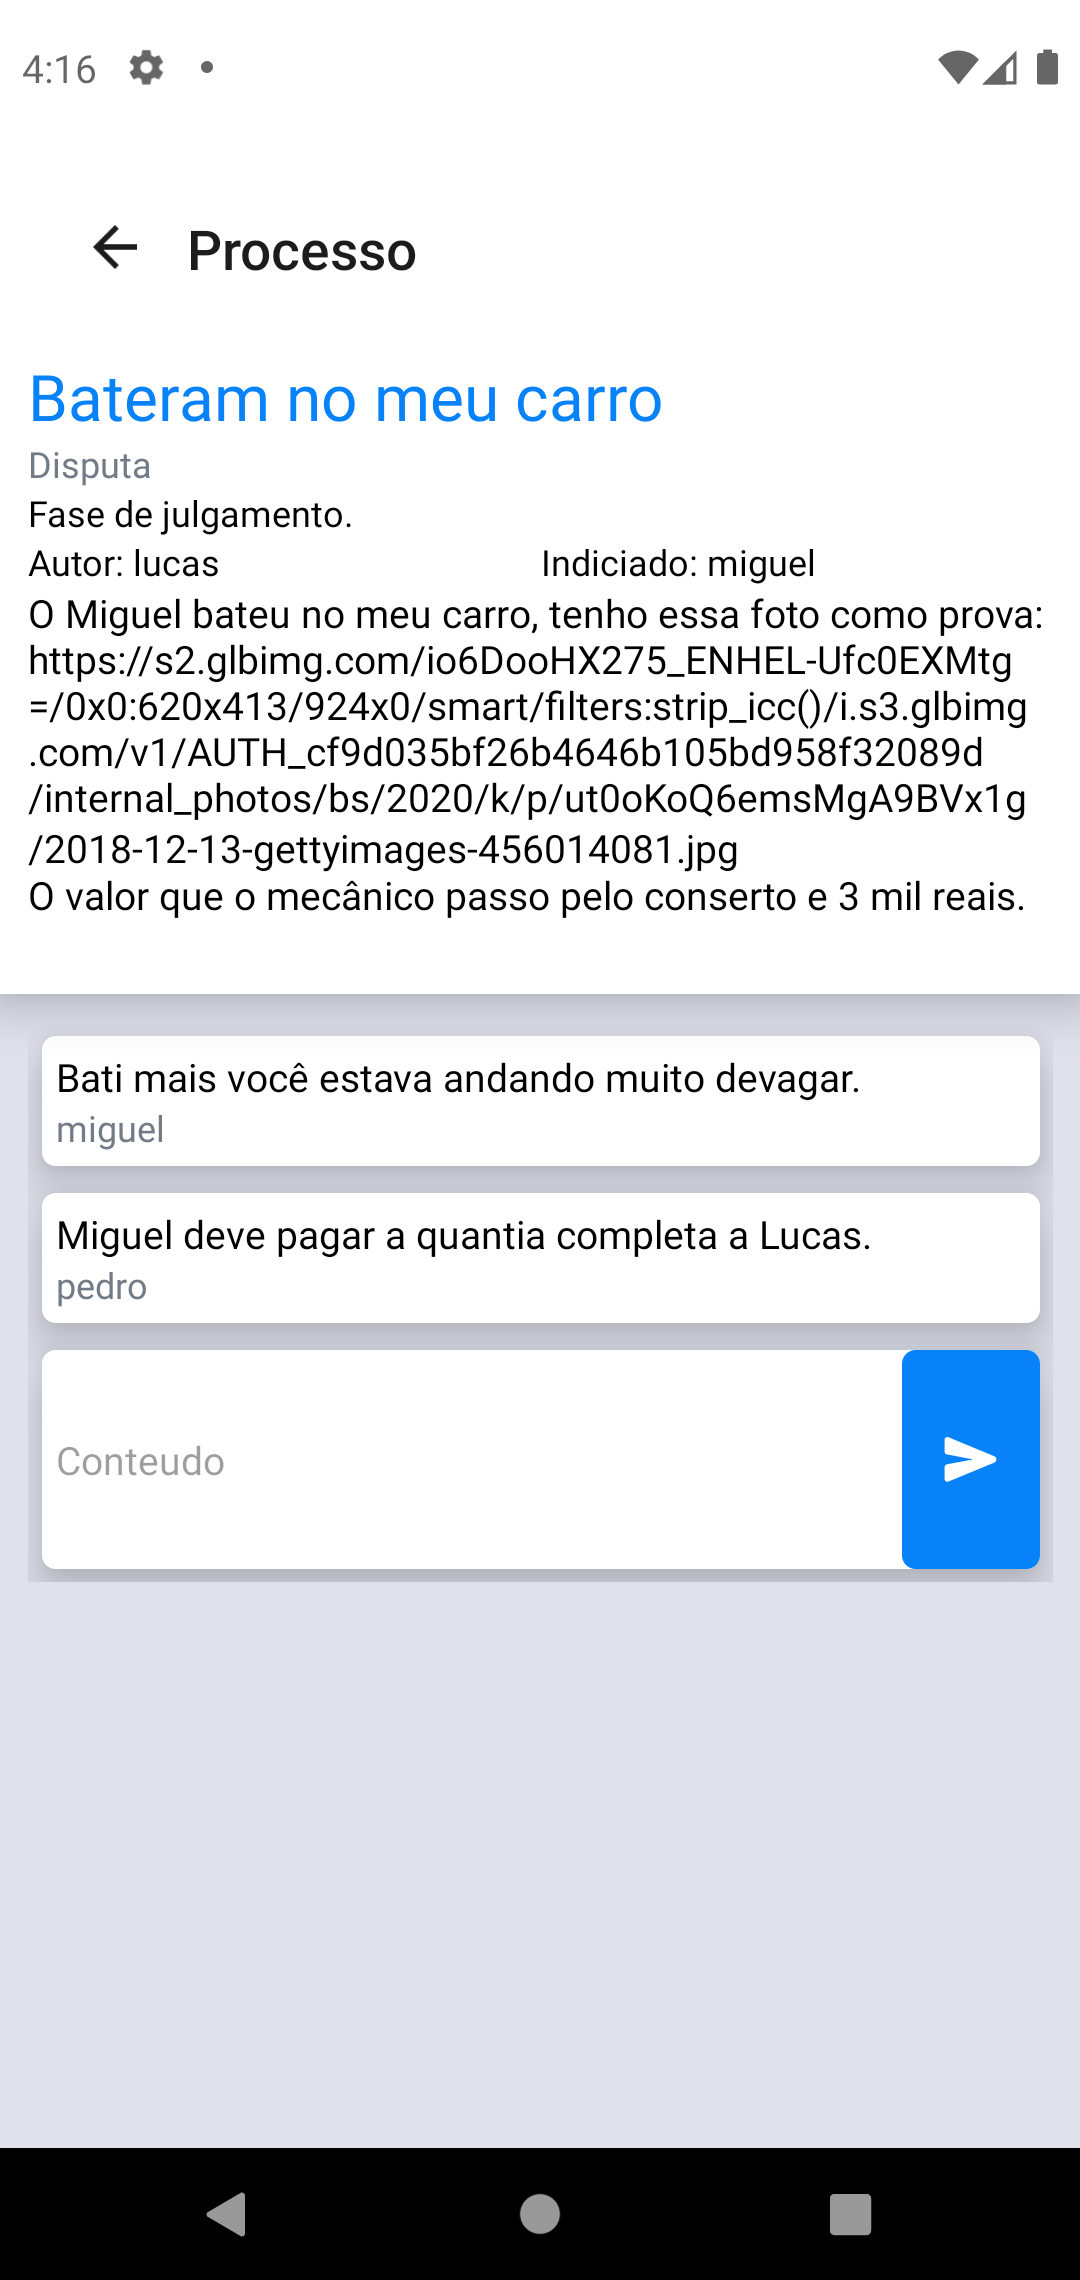 4:16
Processo
Bateram no meu carro
Disputa
Fase de julgamento.
Autor: lucas Indiciado: miguel
O Miguel bateu no meu carro, tenho essa foto como prova:
https://s2.glbimg.com/io6DooHX275_ENHEL-Ufc0EXMtg
=/0x0:620x413/924x0/smart/filters:strip_icc()/i.s3.glbimg
.com/v1/AUTH_cf9d035bf26b4646b105bd958f32089d
/internal_photos/bs/2020/k/p/ut0oKoQ6emsMgA9BVx1g
/2018-12-13-gettyimages-456014081.jpg
O valor que o mecânico passo pelo conserto e 3 mil reais.
Bati mais você estava andando muito devagar.
miguel
Miguel deve pagar a quantia completa a Lucas.
pedro
Conteudo